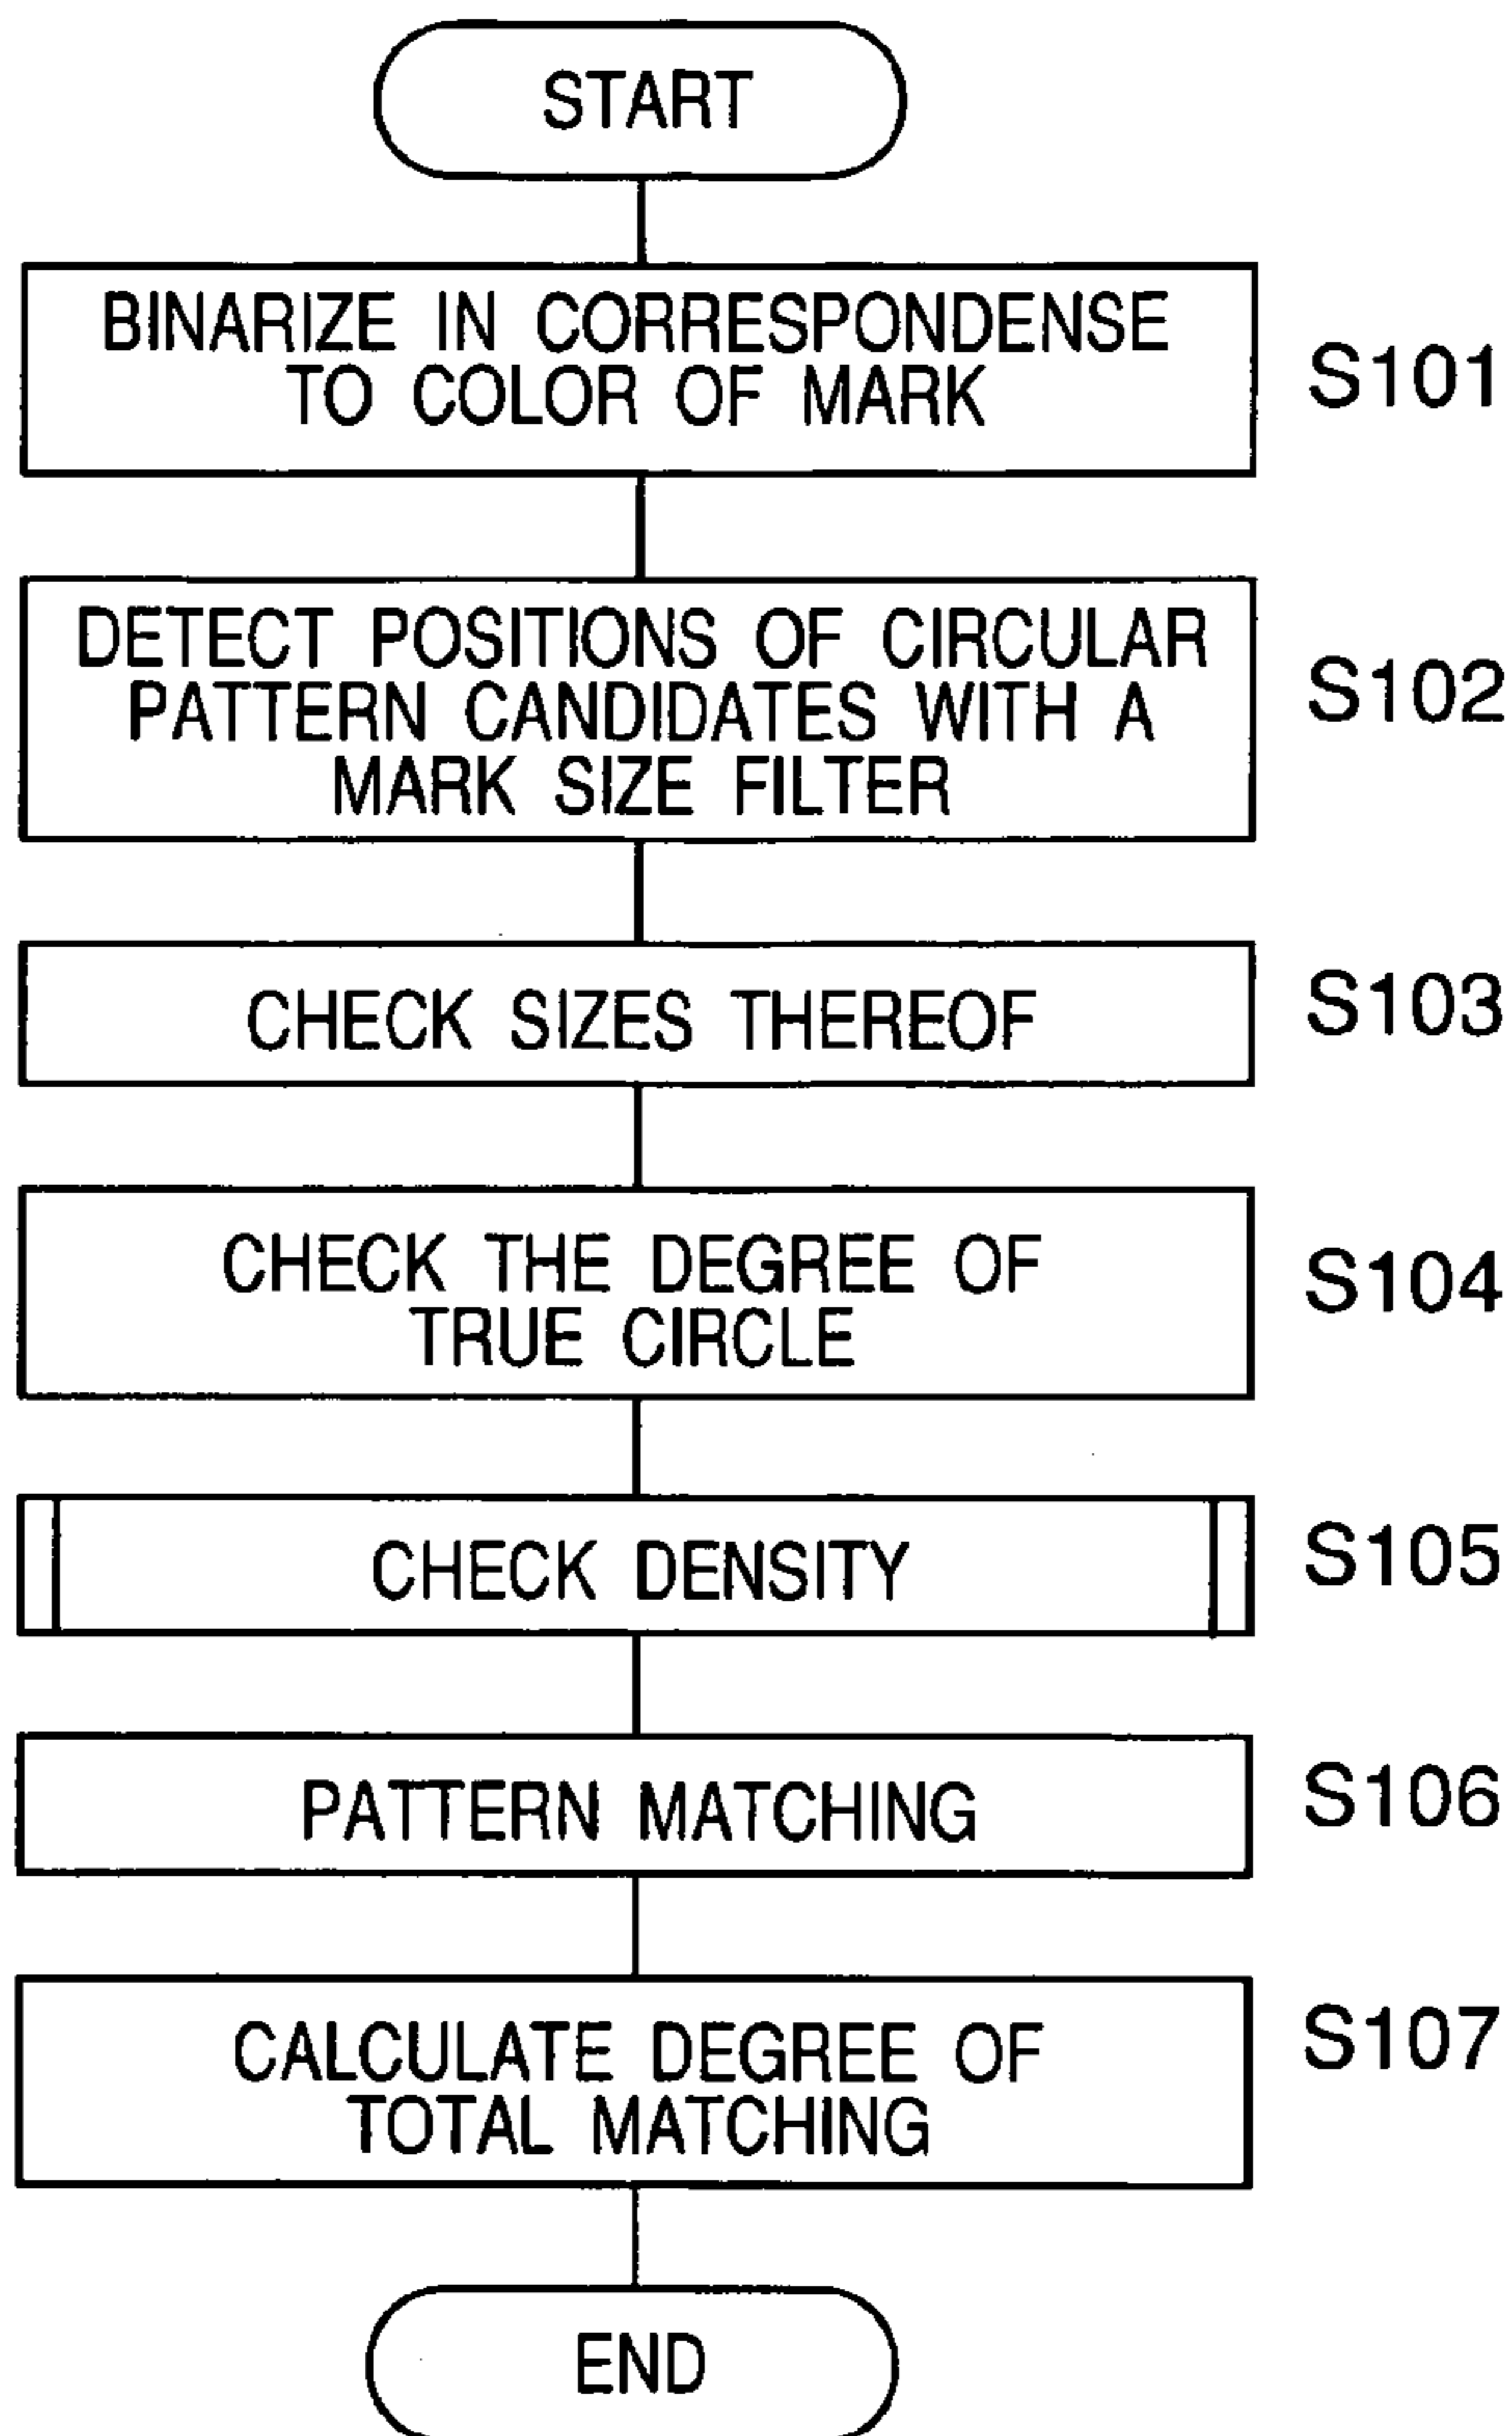 START
BINARIZE IN CORRESPONDENSE
TO COLOR OF MARK
S101
DETECT POSITIONS OF CIRCULAR
PATTERN CANDIDATES WITH A
MARK SIZE FILTER
S102
CHECK SIZES THEREOF
S103
CHECK THE DEGREE OF
TRUE CIRCLE
S104
CHECK DENSITY
S105
PATTERN MATCHING
S106
CALCULATE DEGREE OF
TOTAL MATCHING
S107
END